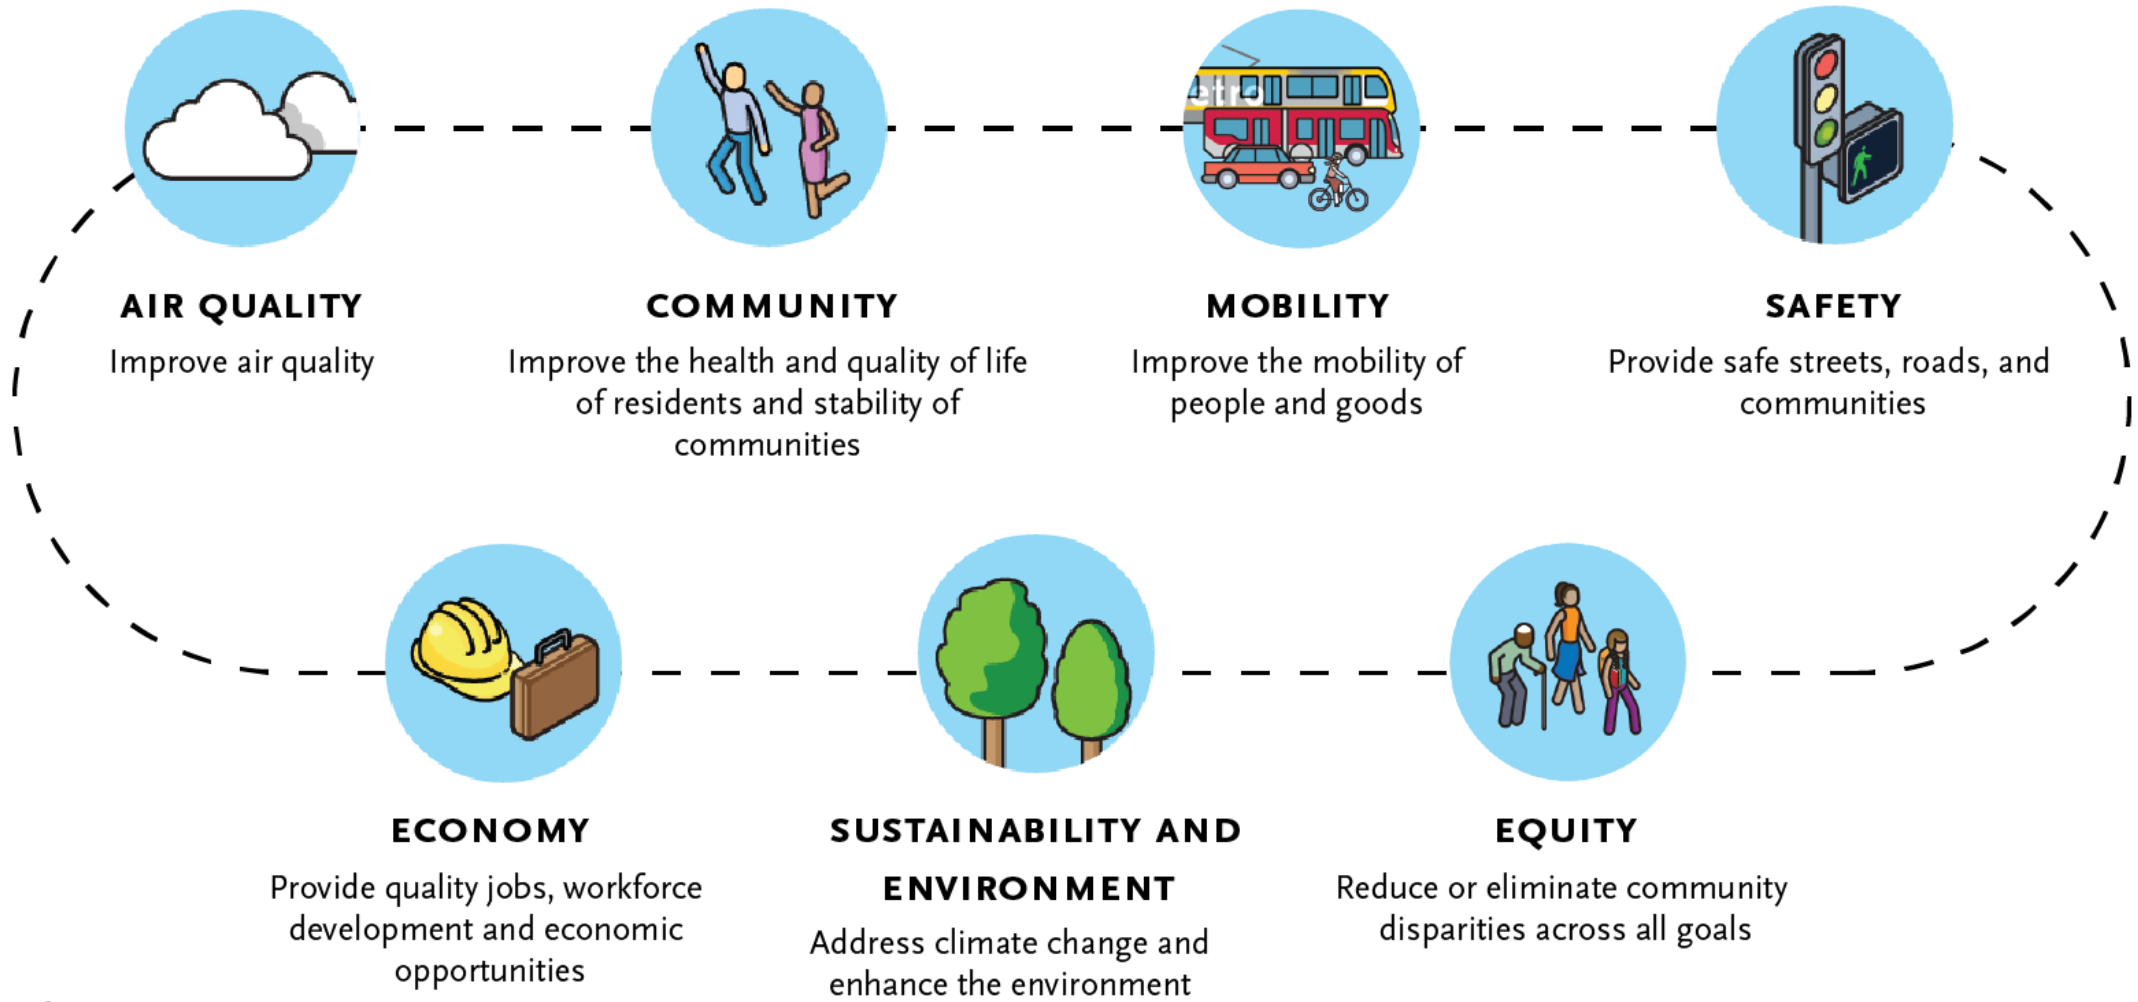 etro
AIR QUALITY
Improve air quality
COMMUNITY
Improve the health and quality of life
of residents and stability of
communities
MOBILITY
Improve the mobility of
people and goods
SAFETY
Provide safe streets, roads, and
communities
ECONOMY
Provide quality jobs, workforce
development and economic
opportunities
SUSTAINABILITY AND
ENVIRONMENT
Address climate change and
enhance the environment
EQUITY
Reduce or eliminate community
disparities across all goals